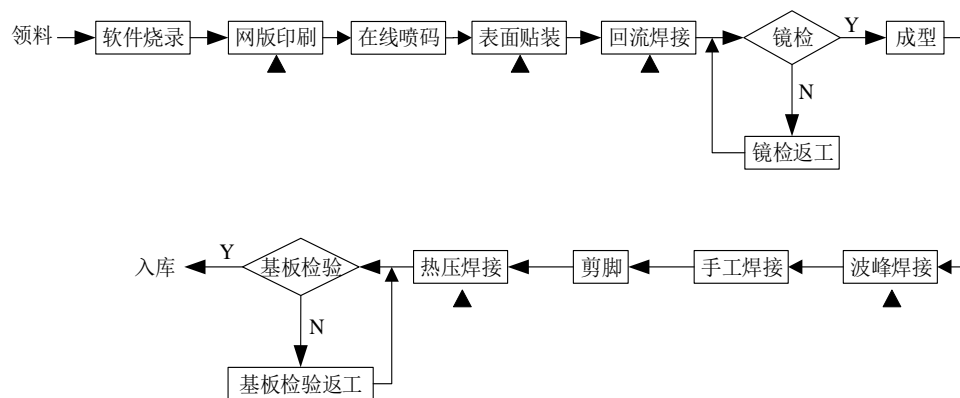 领料
软件烧录
网版印刷
在线喷码
表面贴装
回流焊接
镜检
Y
成型
N
镜检返工
入库
Y
基板检验
热压焊接
剪脚
手工焊接
波峰焊接
N
基板检验返工